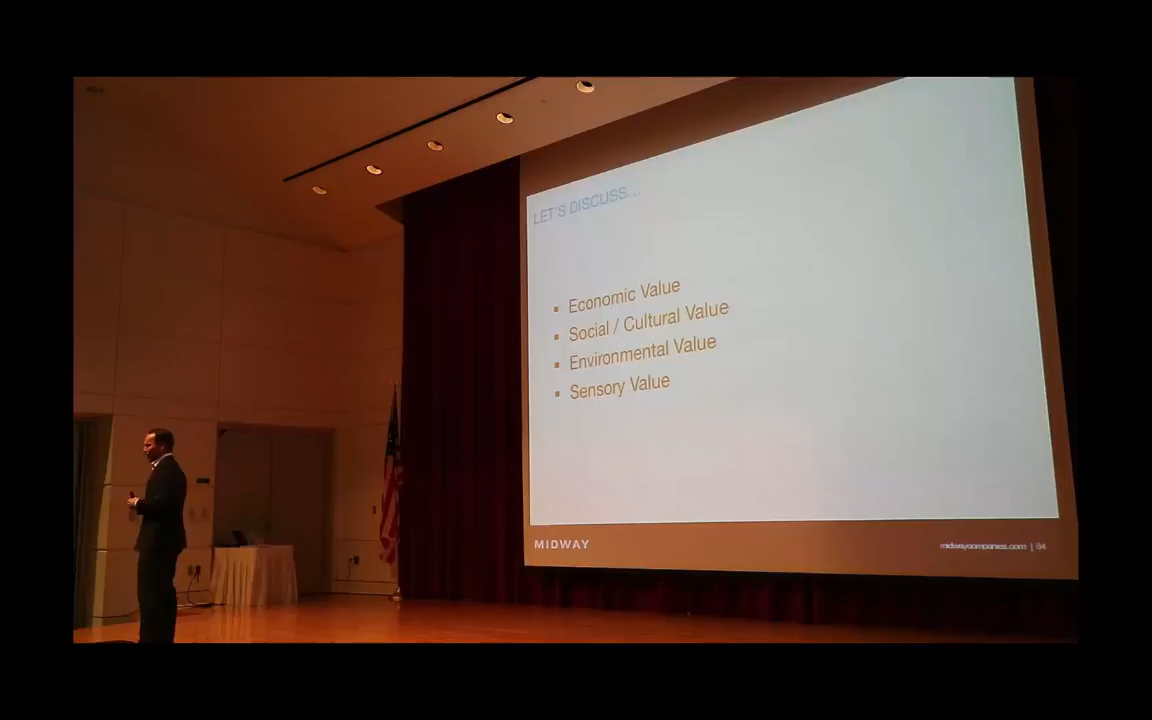 LET'S DISCUSS...
▪ Economic Value
▪ Social / Cultural Value
▪ Environmental Value
▪ Sensory Value
MIDWAY
midwaycompanies.com | 84